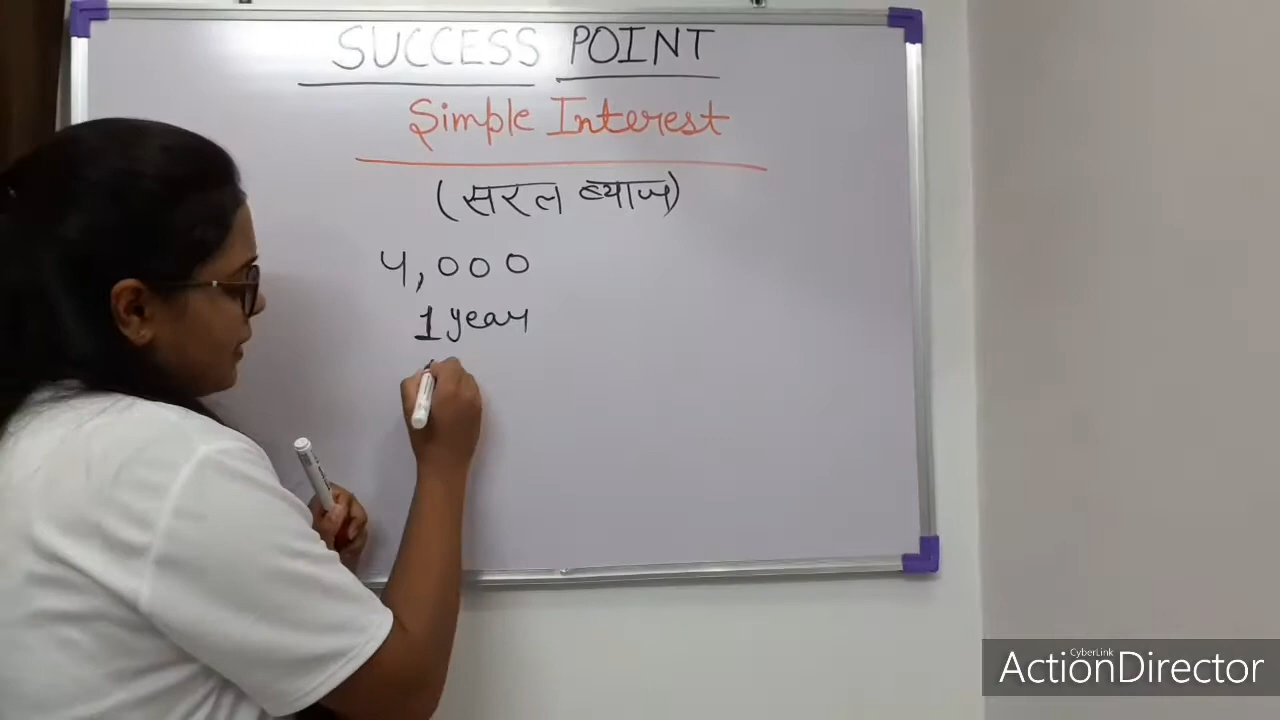 SUCCESS POINT
Simple Interest
(सरल ब्याज)
4,000
1 year
CyberLink
ActionDirector